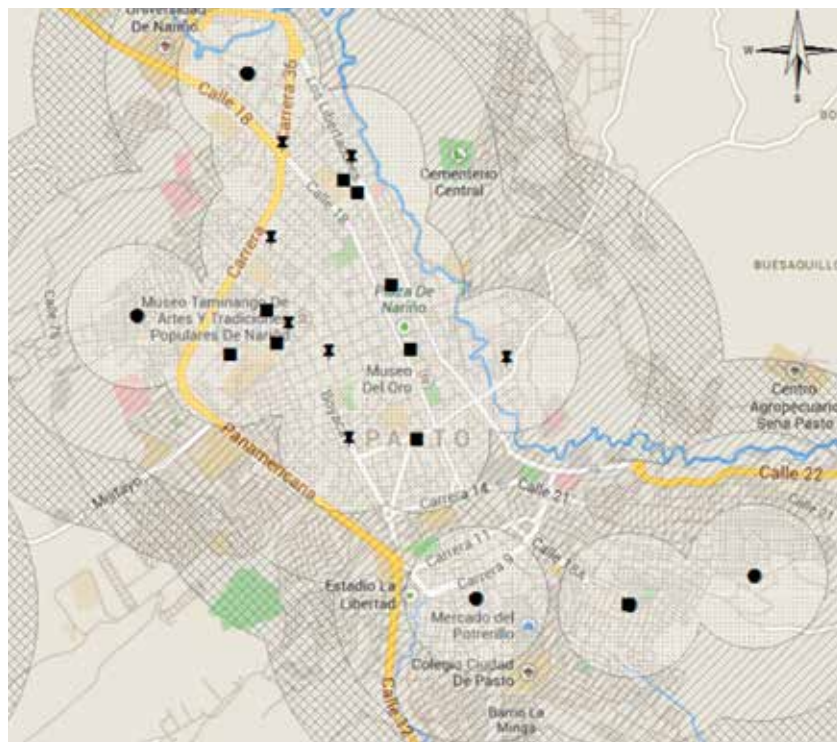 Universidad
De Nariño
Calle 18
Carrera 36
Los Libertadores
W
S
Cementerio
Central
Calle 18
BUESAQUILLO
Carrera
Museo Taminango De
Artes Y Tradiciones
Populares De Nariño
Plaza De
Nariño
Museo
Del Oro
Centro
Agropecuario
Sena Pasto
PASTO
Panamericana
Mijitayo
Calle 22
Carrera 14
Calle 21
Carrera 11
Carrera 9
Calle 18A
Estadio La
Libertad
Mercado del
Potrerillo
Colegio Ciudad
De Pasto
Barrio La
Minga
Calle 12